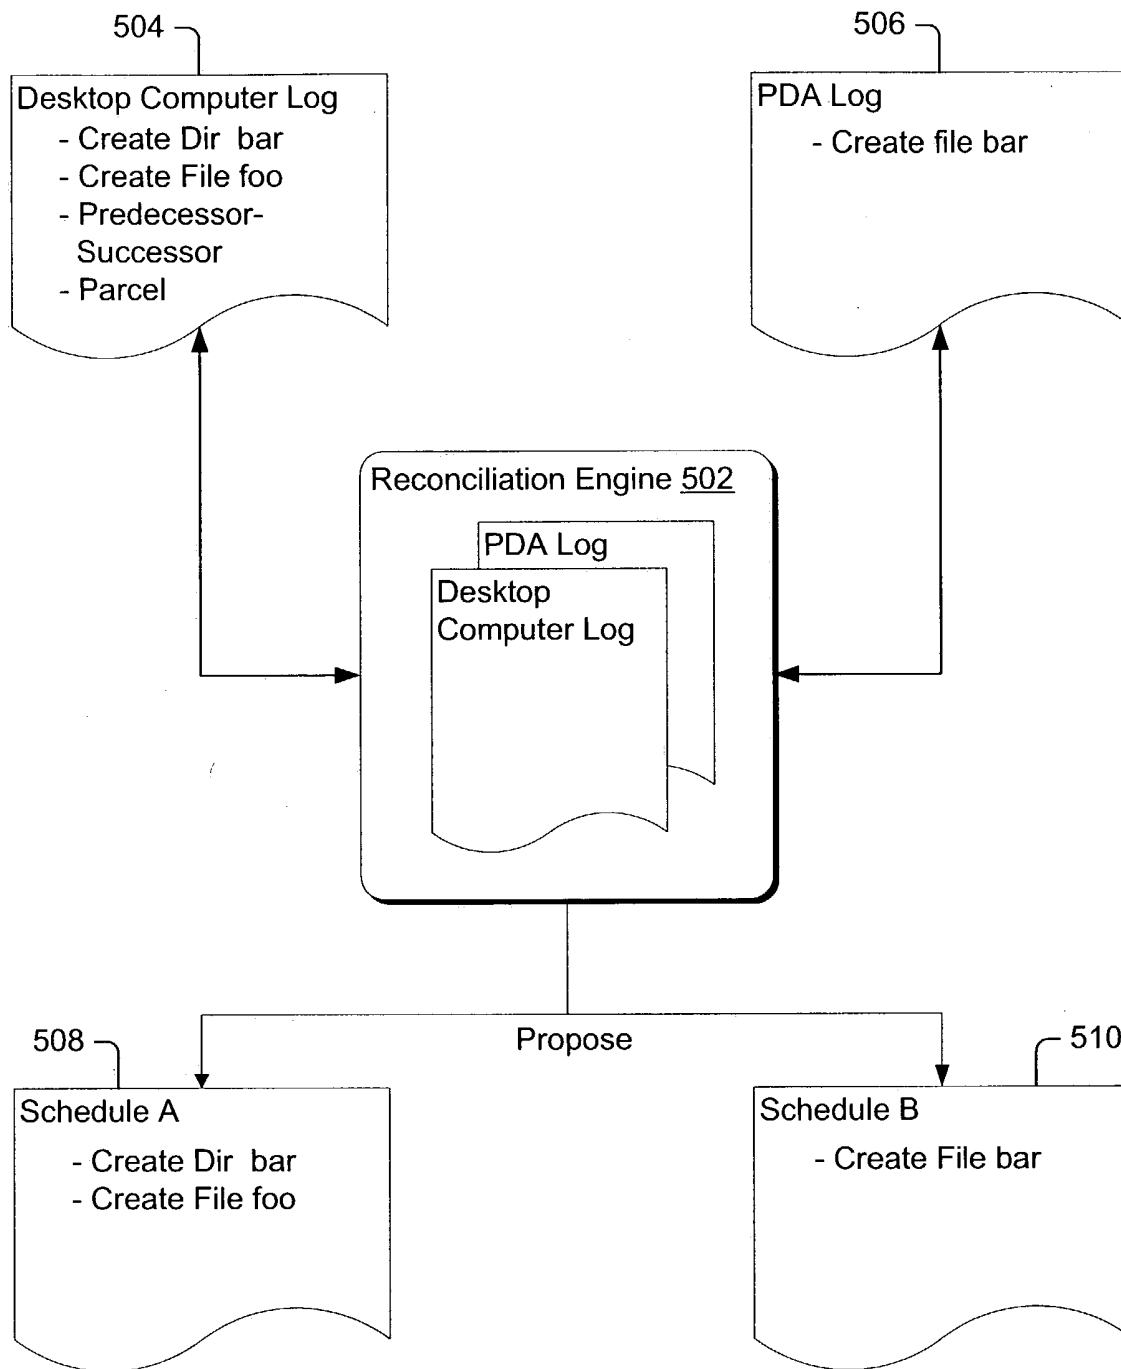 504
506
Desktop Computer Log
- Create Dir bar
- Create File foo
- Predecessor-
Successor
- Parcel
PDA Log
- Create file bar
Reconciliation Engine 502
PDA Log
Desktop
Computer Log
Propose
508
510
Schedule A
- Create Dir bar
- Create File foo
Schedule B
- Create File bar